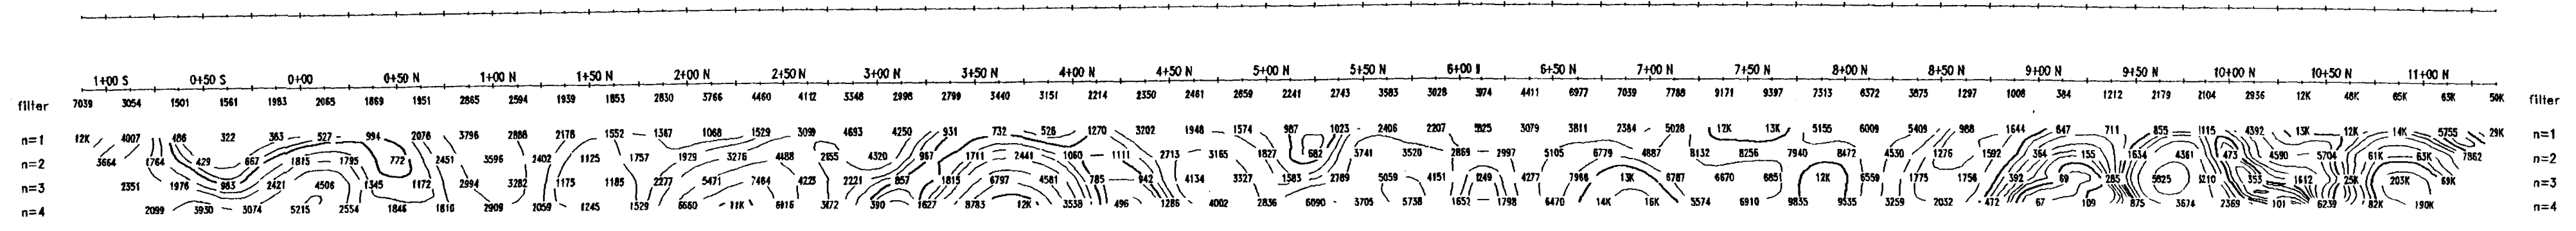 1+00 S 0+50 S 0+00 0+50 N 1+00 N 1+50 N 2+00 N 2+50 N 3+00 N 3+50 N 4+00 N 4+50 N 5+00 N 5+50 N 6+00 6+50 N 7+00 N 7+50 N 8+00 N 8+50 N 9+00 N 9+50 N 10+00 N 10+50 N 11+00 N
filter 7039 3054 1501 1561 1983 2065 1869 1951 2865 2594 1939 1853 2830 3766 4460 4112 3348 2996 2799 3440 3151 2214 2350 2461 2659 2241 2743 3583 3028 3974 4411 6977 7039 7788 9171 9397 7313 6372 3875 1297 1008 384 1212 2179 2104 2936 12K 48K 65K 63K 50K filter
n=1 12K 4007 486 322 363 527 994 2076 3796 2888 2178 1552 1367 1068 1529 3099 4693 4250 931 732 526 1270 3202 1948 1574 987 1023 2406 2207 3079 3811 2384 5028 12K 13K 5155 6009 5409 988 1644 647 711 855 1115 4392 13K 12K 14K 5755 29K n=1
n=2 3664 1764 429 667 1815 1795 772 2451 3596 2402 1125 1757 1929 3276 4488 2155 4320 967 1711 2441 1060 1111 2713 3165 1827 682 3741 3520 2869 2997 5105 6779 4887 8132 8256 7940 8472 4530 1276 1592 364 155 1634 4361 473 4590 5704 61K 63K 7862 n=2
n=3 2351 1976 963 2421 4506 1345 1172 2994 3282 1175 1185 2277 5471 7464 4223 2221 857 1815 6797 4581 785 942 4134 3327 1583 2789 5059 4151 1249 4277 7966 13K 6787 6670 6851 12K 6559 1775 1756 392 69 285 5825 1210 353 1612 25K 203K 69K n=3
n=4 2099 3930 3074 5215 2554 1846 1816 2909 2059 1245 1529 6660 11K 6916 3172 390 1627 8783 12K 3538 496 1286 4002 2836 6090 3705 5738 1652 1798 6470 14K 16K 5574 6910 9835 9535 3259 2032 472 67 109 875 3674 2369 101 6239 82K 190K n=4